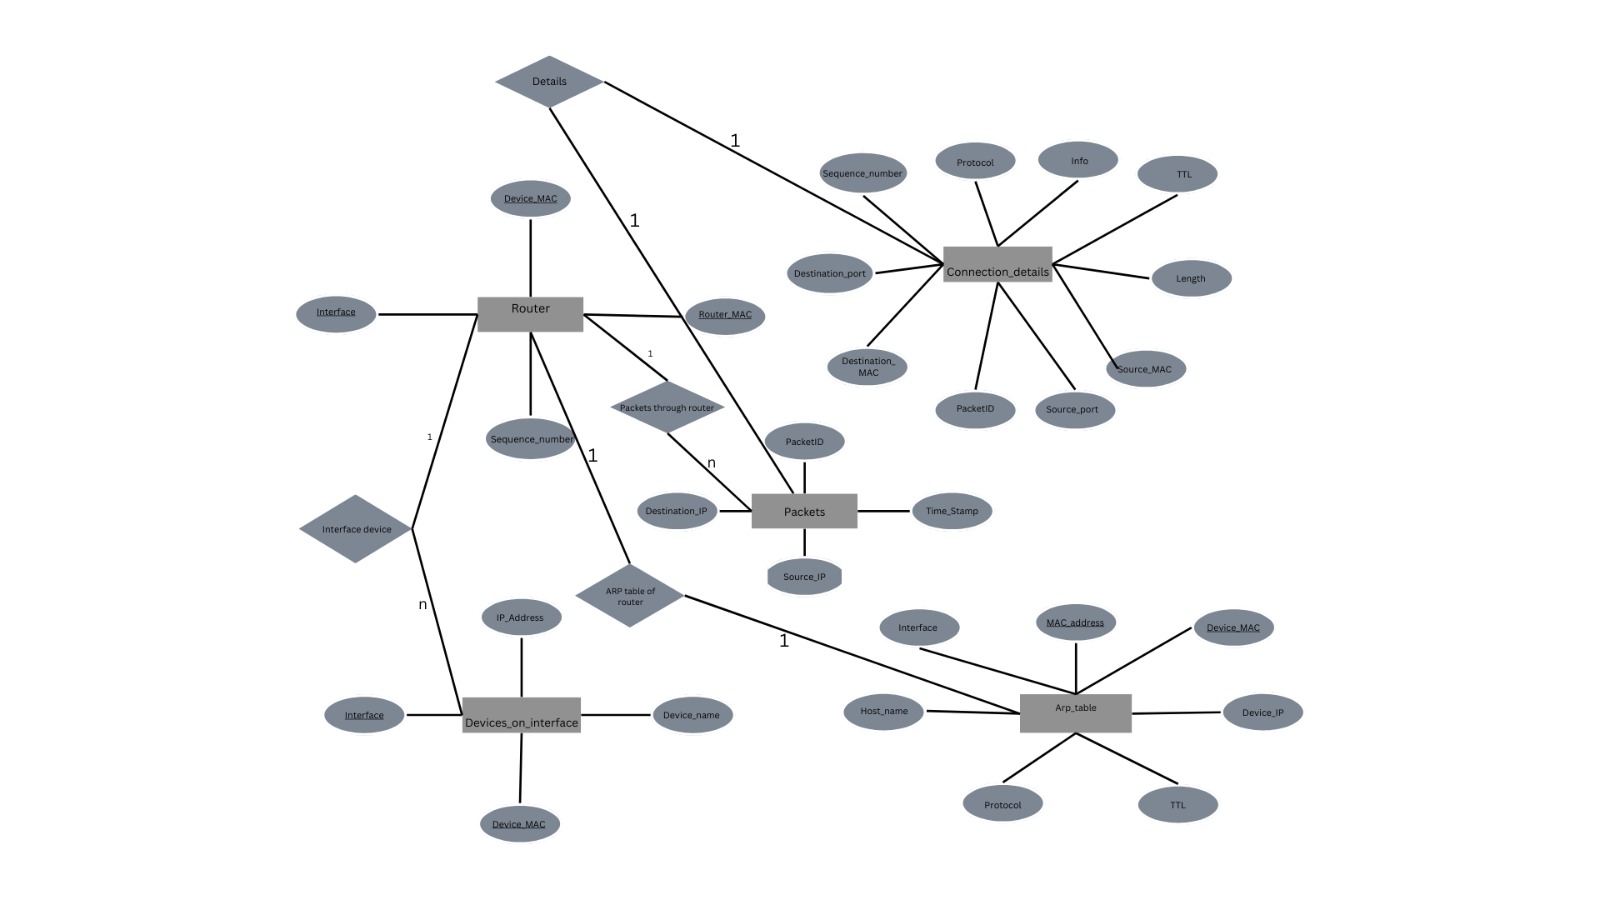 Details
1
Sequence_number
Protocol
Info
TTL
Device_MAC
1
Destination_port
Connection_details
Length
Interface
Router
Router_MAC
1
Destination_
MAC
Source_MAC
PacketID
Source_port
Packets through router
1
Sequence_number
1
n
PacketID
Interface device
Destination_IP
Packets
Time_Stamp
Source_IP
ARP table of
router
n
IP_Address
1
Interface
MAC_address
Device_MAC
Interface
Devices_on_interface
Device_name
Host_name
Arp_table
Device_IP
Device_MAC
Protocol
TTL